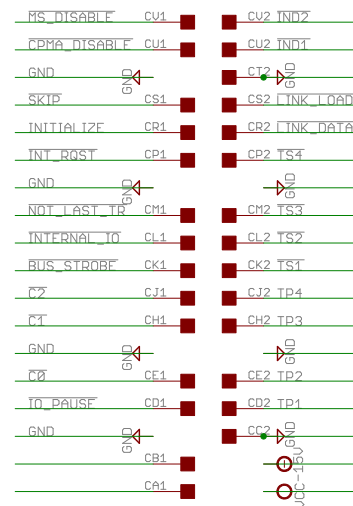 MS_DISABLE CV1 CV2 IND2
CPMA_DISABLE CU1 CU2 IND1
GND GND CT2 GND
SKIP CS1 CS2 LINK_LOAD
INITIALIZE CR1 CR2 LINK_DATA
INT_RQST CP1 CP2 TS4
GND GND GND
NOT_LAST_TR CM1 CM2 TS3
INTERNAL_IO CL1 CL2 TS2
BUS_STROBE CK1 CK2 TS1
C2 CJ1 CJ2 TP4
C1 CH1 CH2 TP3
GND GND GND
C0 CE1 CE2 TP2
IO_PAUSE CD1 CD2 TP1
GND GND CC2 GND
CB1 -15V
CA1 VCC